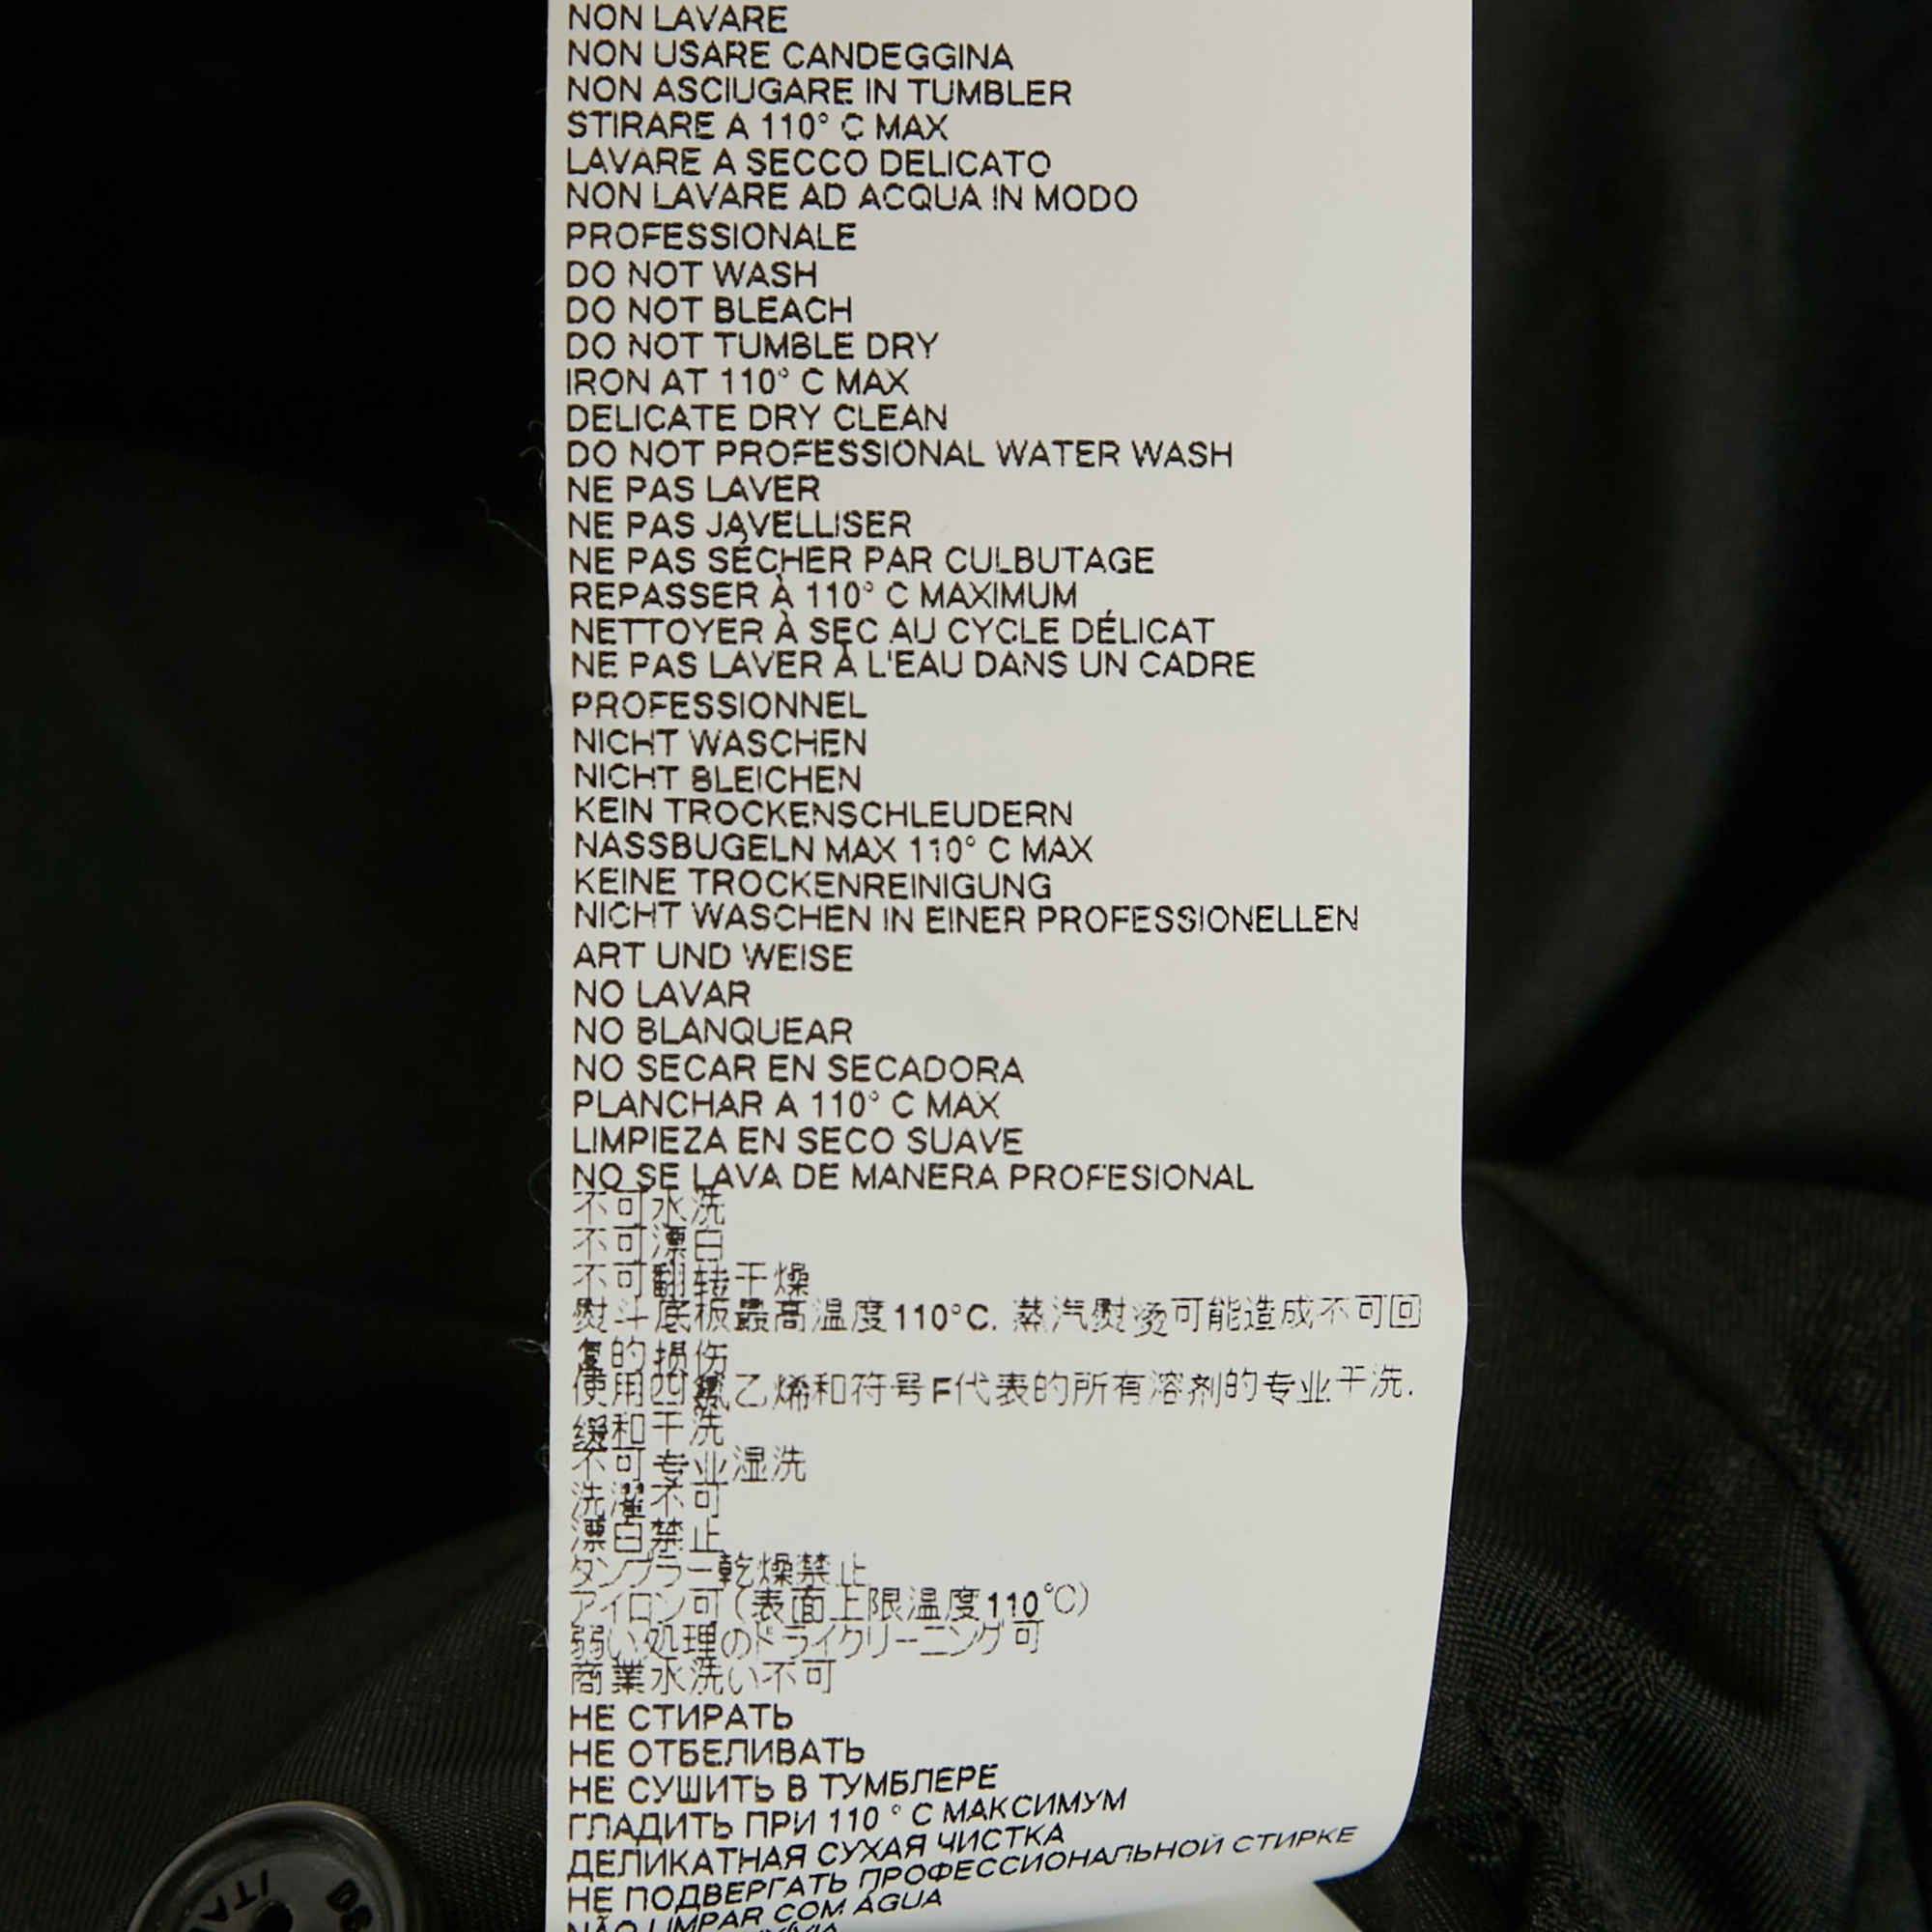 NON LAVARE
NON USARE CANDEGGINA
NON ASCIUGARE IN TUMBLER
STIRARE A 110° C MAX
LAVARE A SECCO DELICATO
NON LAVARE AD ACQUA IN MODO
PROFESSIONALE
DO NOT WASH
DO NOT BLEACH
DO NOT TUMBLE DRY
IRON AT 110° C MAX
DELICATE DRY CLEAN
DO NOT PROFESSIONAL WATER WASH
NE PAS LAVER
NE PAS JAVELLISER
NE PAS SÉCHER PAR CULBUTAGE
REPASSER À 110° C MAXIMUM
NETTOYER À SEC AU CYCLE DÉLICAT
NE PAS LAVER À L'EAU DANS UN CADRE
PROFESSIONNEL
NICHT WASCHEN
NICHT BLEICHEN
KEIN TROCKENSCHLEUDERN
NASSBUGELN MAX 110° C MAX
KEINE TROCKENREINIGUNG
NICHT WASCHEN IN EINER PROFESSIONELLEN
ART UND WEISE
NO LAVAR
NO BLANQUEAR
NO SECAR EN SECADORA
PLANCHAR A 110° C MAX
LIMPIEZA EN SECO SUAVE
NO SE LAVA DE MANERA PROFESIONAL
不可水洗
不可漂白
不可翻转干燥
熨斗底板最高温度110°C. 蒸汽熨烫可能造成不可回
复的损伤
使用四氯乙烯和符号F代表的所有溶剂的专业干洗.
缓和干洗
不可专业湿洗
洗濯不可
漂白禁止
タンブラー乾燥禁止
アイロン可(表面上限温度110℃)
弱い処理のドライクリーニング可
商業水洗い不可
НЕ СТИРАТЬ
НЕ ОТБЕЛИВАТЬ
НЕ СУШИТЬ В ТУМБЛЕРЕ
ГЛАДИТЬ ПРИ 110 ° С МАКСИМУМ
ДЕЛИКАТНАЯ СУХАЯ ЧИСТКА
НЕ ПОДВЕРГАТЬ ПРОФЕССИОНАЛЬНОЙ СТИРКЕ
NÃO LIMPAR COM ÁGUA